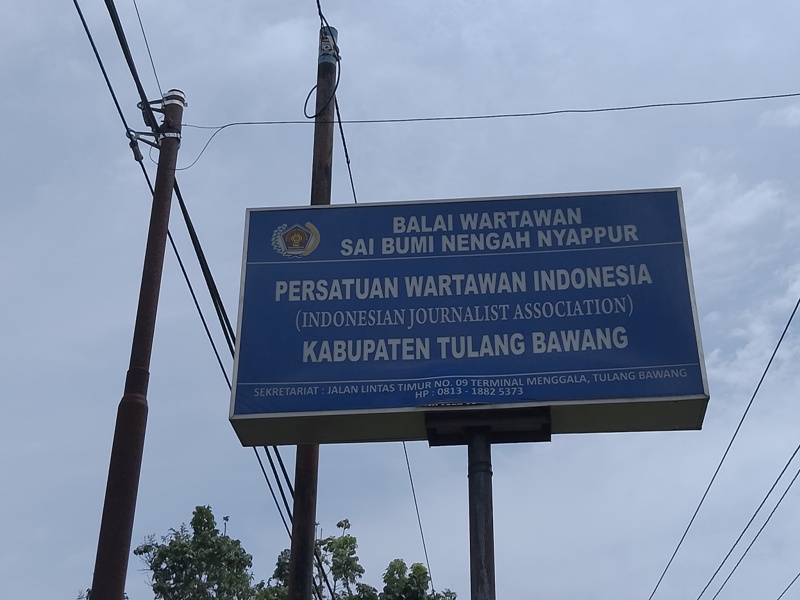 BALAI WARTAWAN
SAI BUMI NENGAH NYAPPUR
PERSATUAN WARTAWAN INDONESIA
(INDONESIAN JOURNALIST ASSOCIATION)
KABUPATEN TULANG BAWANG
SEKRETARIAT : JALAN LINTAS TIMUR NO. 09 TERMINAL MENGGALA, TULANG BAWANG
HP : 0813 - 1882 5373